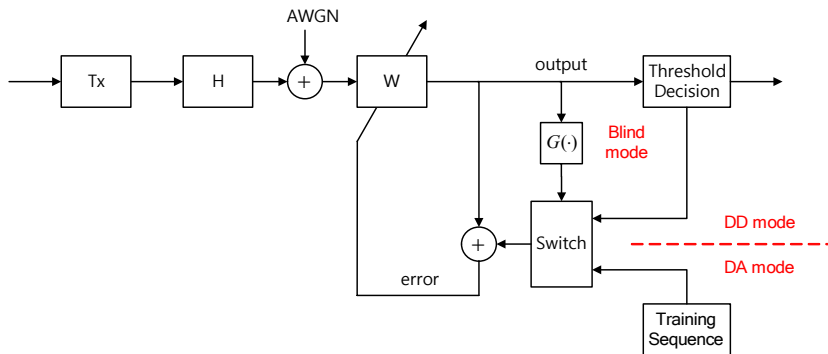 AWGN
Tx
H
+
W
output
Threshold
Decision
G(·)
Blind
mode
Switch
+
DD mode
DA mode
error
Training
Sequence